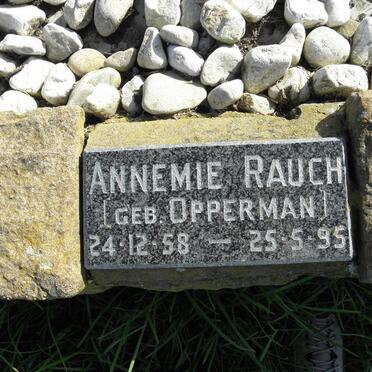 ANNEMIE RAUCH
[GEB. OPPERMAN]
24·12·58 — 25·5·95